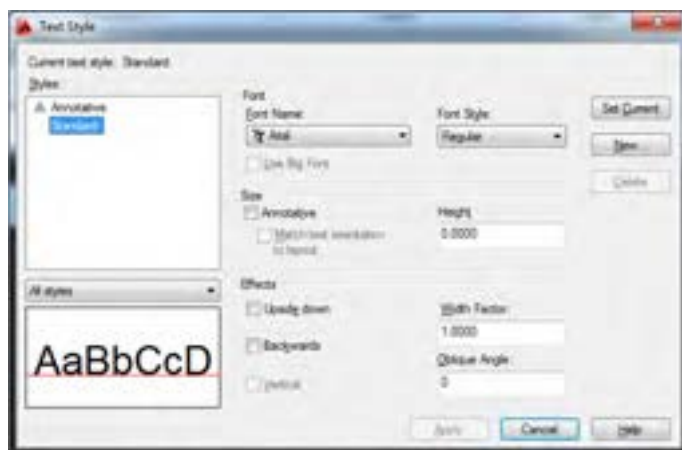 Text Style
Current text style: Standard
Styles:
Annotative
Standard
All styles
AaBbCcD
Font
Font Name:
Arial
Use Big Font
Font Style:
Regular
Size
Annotative
Match text orientation
to layout
Height
0.0000
Effects
Upside down
Backwards
Vertical
Width Factor:
1.0000
Oblique Angle:
0
Set Current
New...
Delete
Apply
Cancel
Help